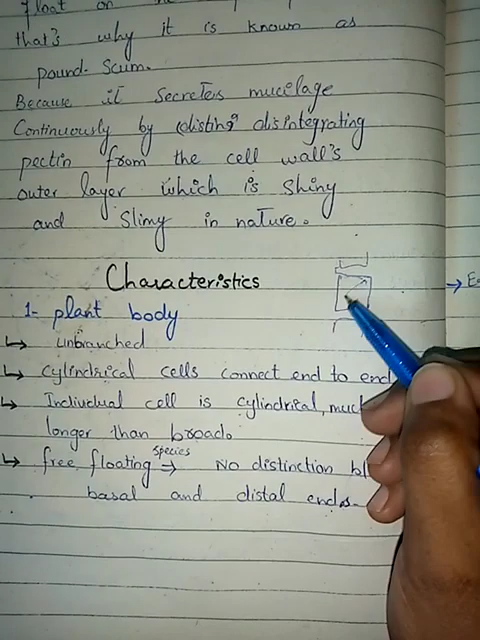 float on
that's why it is known as
pound-Scum.
Because it Secretes mucilage
Continuously by disintegrating
pectin from the cell wall's
outer layer which is shiny
and Slimy in nature.
Characteristics
1- plant body
↳ unbranched
↳ Cylindrical cells connect end to end
↳ Individual cell is cylindrical, muc
longer than broad.
↳ free floating species ⇒ No distinction b/
basal and distal ends.